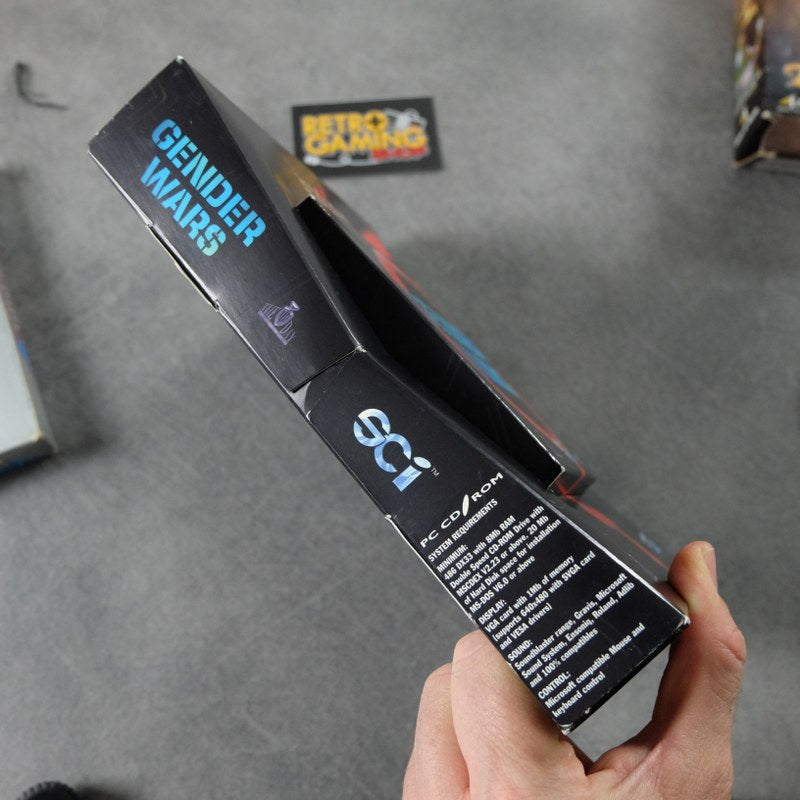 RETRO
GAMING
SHOP
GENDER
WARS
SCi
TM
PC CD ROM
SYSTEM REQUIREMENTS
MINIMUM:
486 DX33 with 8Mb RAM
Double Speed CD-ROM Drive with
MSCDEX V2.23 or above. 20 Mb
of Hard Disk space for installation
MS-DOS V6.0 or above
DISPLAY:
VGA card with 1Mb of memory
(supports 640x480 with SVGA card
and VESA drivers)
SOUND:
Soundblaster range, Gravis, Microsoft
Sound System, Ensoniq, Roland, Adlib
and 100% compatibles
CONTROL:
Microsoft compatible Mouse and
keyboard control